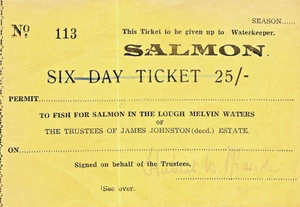 SEASON
No 113 This Ticket to be given up to Waterkeeper.
SALMON.
SIX-DAY TICKET 25/-
PERMIT
TO FISH FOR SALMON IN THE LOUGH MELVIN WATERS
OF
THE TRUSTEES OF JAMES JOHNSTON (decd.) ESTATE.
ON
Signed on behalf of the Trustees,
(See over.